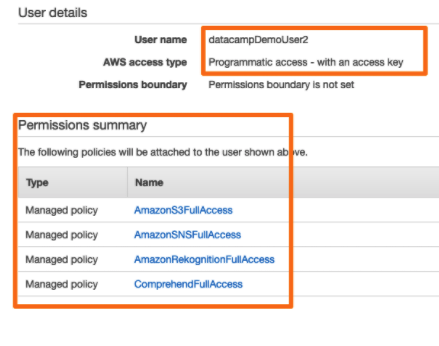 User details
User name datacampDemoUser2
AWS access type Programmatic access - with an access key
Permissions boundary Permissions boundary is not set
Permissions summary
The following policies will be attached to the user shown above.
Type Name
Managed policy AmazonS3FullAccess
Managed policy AmazonSNSFullAccess
Managed policy AmazonRekognitionFullAccess
Managed policy ComprehendFullAccess